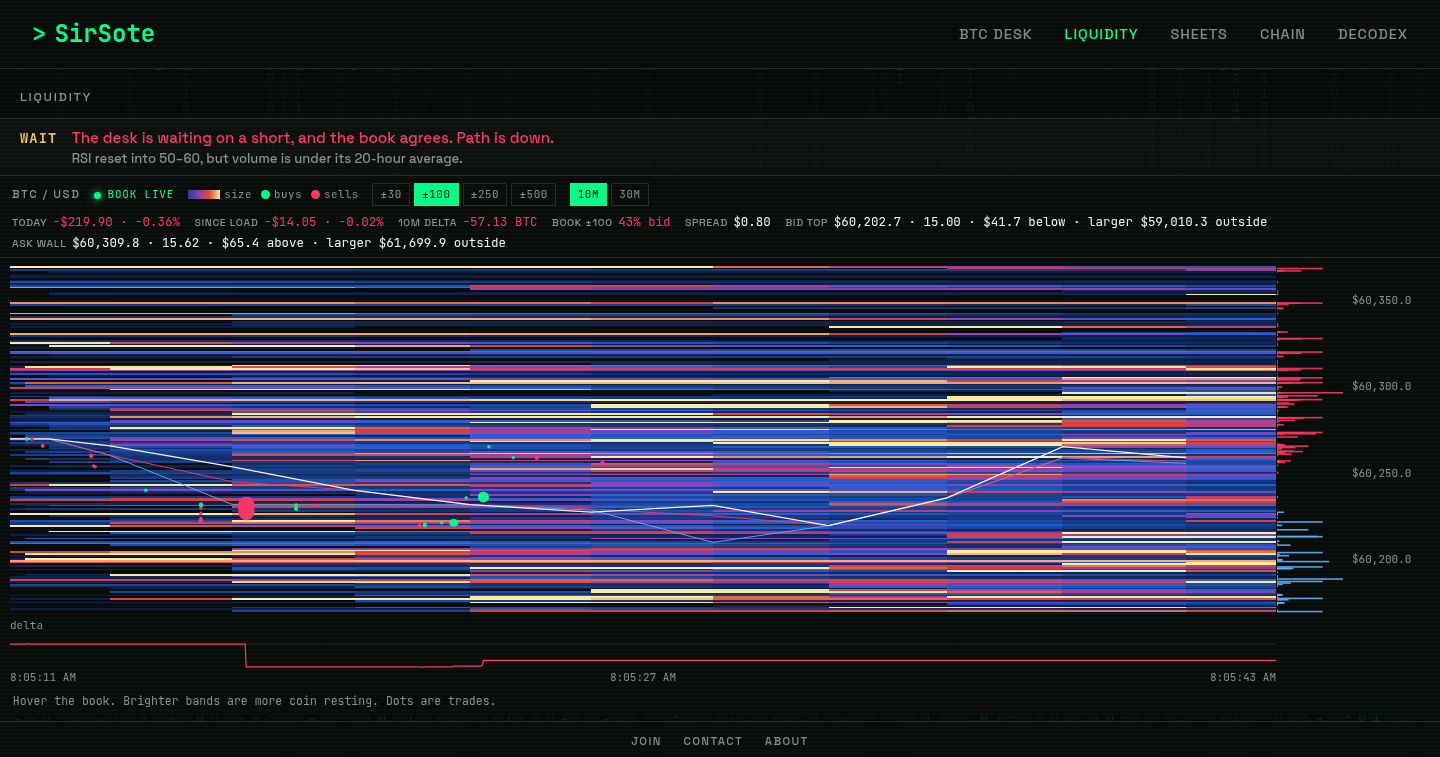 > SirSote
BTC DESK LIQUIDITY SHEETS CHAIN DECODEX
LIQUIDITY
WAIT The desk is waiting on a short, and the book agrees. Path is down.
RSI reset into 50–60, but volume is under its 20-hour average.
BTC / USD BOOK LIVE size buys sells ±30 ±100 ±250 ±500 10M 30M
TODAY -$219.90 · -0.36% SINCE LOAD -$14.05 · -0.02% 10M DELTA -57.13 BTC BOOK ±100 43% bid SPREAD $0.80 BID TOP $60,202.7 · 15.00 · $41.7 below · larger $59,010.3 outside
ASK WALL $60,309.8 · 15.62 · $65.4 above · larger $61,699.9 outside
$60,350.0
$60,300.0
$60,250.0
$60,200.0
delta
8:05:11 AM 8:05:27 AM 8:05:43 AM
Hover the book. Brighter bands are more coin resting. Dots are trades.
JOIN CONTACT ABOUT